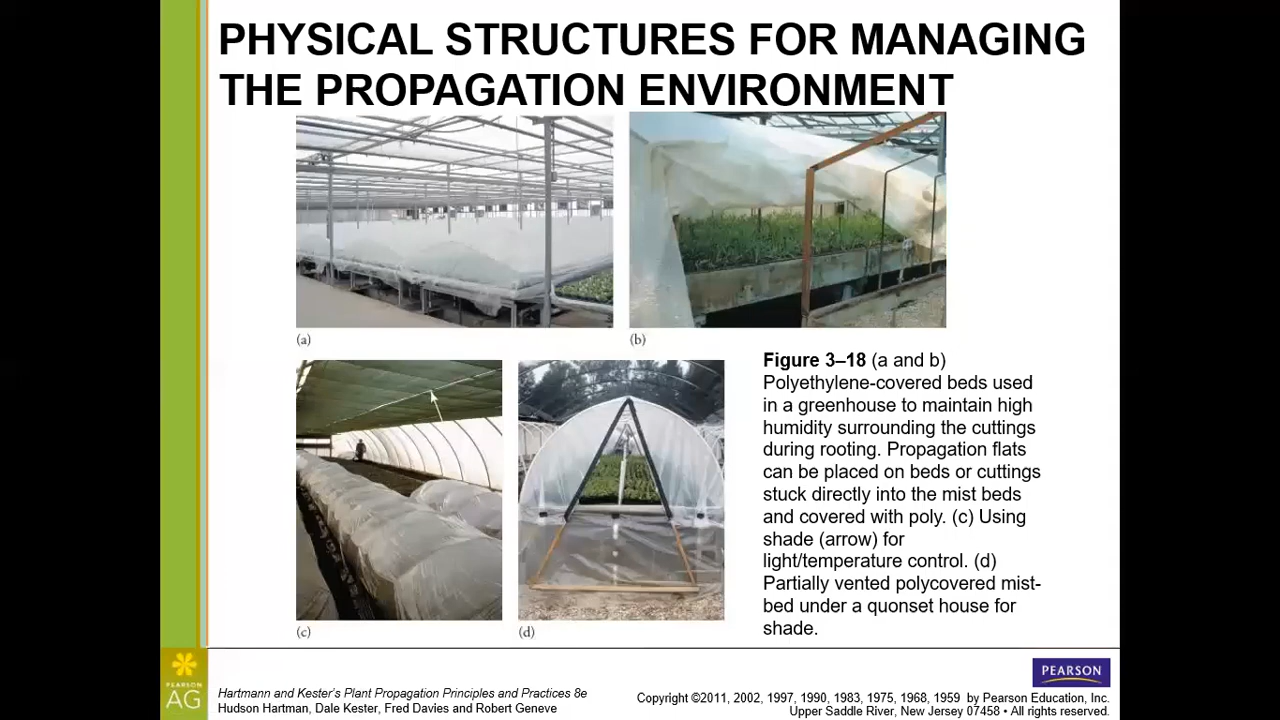 PHYSICAL STRUCTURES FOR MANAGING
THE PROPAGATION ENVIRONMENT
(a)
(b)
(c)
(d)
Figure 3–18 (a and b)
Polyethylene-covered beds used
in a greenhouse to maintain high
humidity surrounding the cuttings
during rooting. Propagation flats
can be placed on beds or cuttings
stuck directly into the mist beds
and covered with poly. (c) Using
shade (arrow) for
light/temperature control. (d)
Partially vented polycovered mist-
bed under a quonset house for
shade.
PEARSON
AG
Hartmann and Kester's Plant Propagation Principles and Practices 8e
Hudson Hartman, Dale Kester, Fred Davies and Robert Geneve
PEARSON
Copyright ©2011, 2002, 1997, 1990, 1983, 1975, 1968, 1959 by Pearson Education, Inc.
Upper Saddle River, New Jersey 07458 • All rights reserved.